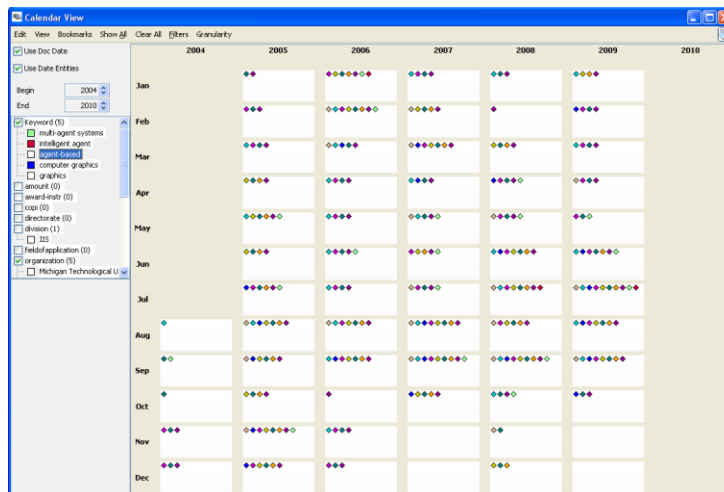 Calendar View
Edit View Bookmarks Show All Clear All Filters Granularity
Use Doc Date
Use Date Entities
Begin 2004
End 2010
Keyword (5)
multi-agent systems
intelligent agent
agent-based
computer graphics
graphics
amount (0)
award-instr (0)
copi (0)
directorate (0)
division (1)
IIS
fieldofapplication (0)
organization (5)
Michigan Technological U
2004 2005 2006 2007 2008 2009 2010
Jan
Feb
Mar
Apr
May
Jun
Jul
Aug
Sep
Oct
Nov
Dec